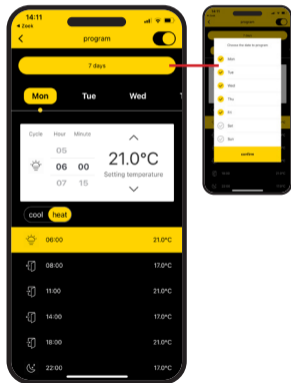 14:11
◂ Zoek
program
7 days
Mon Tue Wed
Cycle Hour Minute
05
06 00
07 15
21.0°C
Setting temperature
cool heat
06:00 21.0°C
08:00 17.0°C
11:00 21.0°C
14:00 17.0°C
18:00 21.0°C
22:00 17.0°C
program
Choose the date to program
Mon
Tue
Wed
Thu
Fri
Sat
Sun
confirm